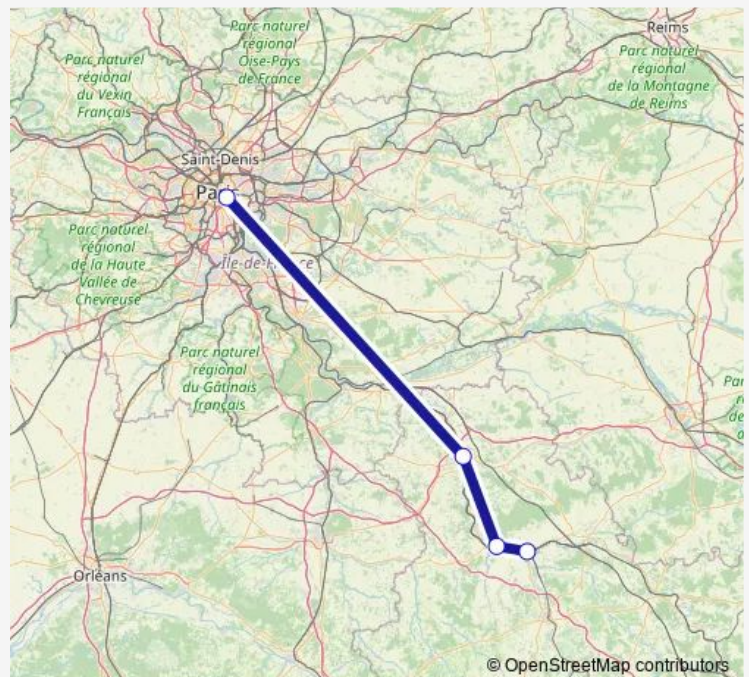 Parc naturel
régional
Oise-Pays
de France
Reims
Parc naturel
régional
du Vexin
Français
Parc naturel
régional
de la Montagne
de Reims
Saint-Denis
Île-de-
Parc naturel
régional
de la Haute
Vallée de
Chevreuse
Parc naturel
régional
du Gâtinais
français
Orléans
© OpenStreetMap contributors